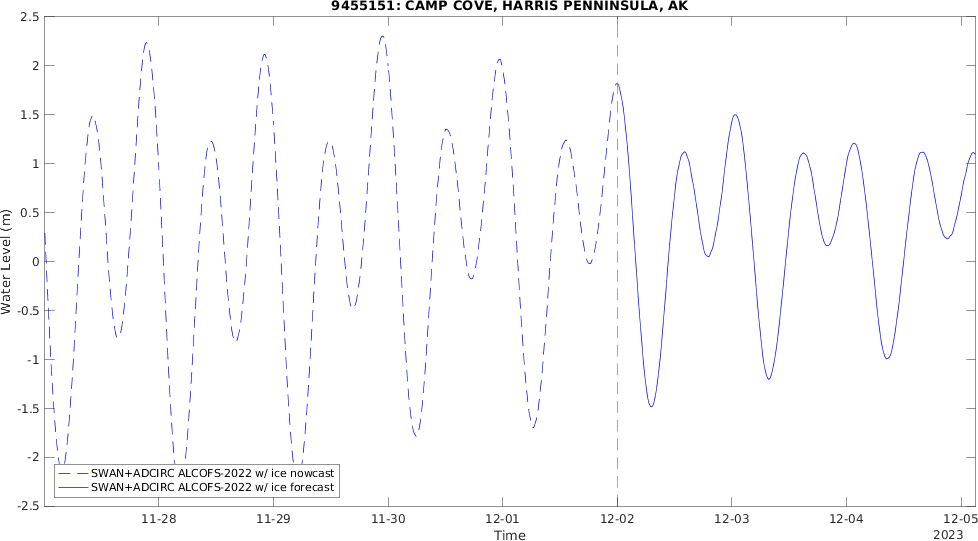 9455151: CAMP COVE, HARRIS PENNINSULA, AK
2.5
2
1.5
1
0.5
0
-0.5
-1
-1.5
-2
-2.5
Water Level (m)
SWAN+ADCIRC ALCOFS-2022 w/ ice nowcast
SWAN+ADCIRC ALCOFS-2022 w/ ice forecast
11-28 11-29 11-30 12-01 12-02 12-03 12-04 12-05
Time 2023